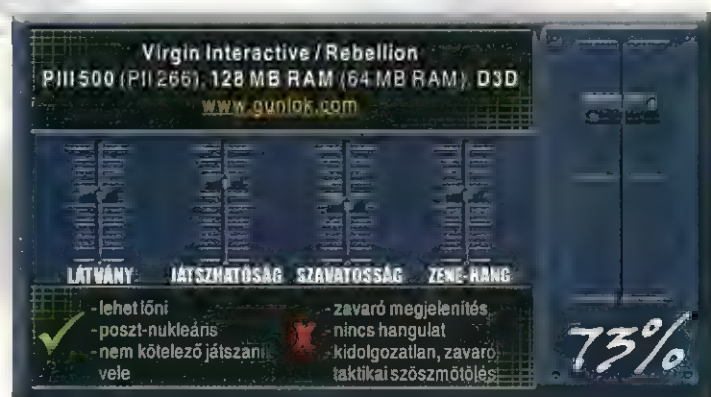 Virgin Interactive / Rebellion
PIII 500 (PII 266), 128 MB RAM (64 MB RAM), D3D
www.gunlok.com
LÁTVÁNY JÁTSZHATÓSÁG SZAVATOSSÁG ZENE-HANG
- lehet lőni
- poszt-nukleáris
- nem kötelező játszani
vele
- zavaró megjelenítés
- nincs hangulat
- kidolgozatlan, zavaró
taktikai szöszmötölés
73%